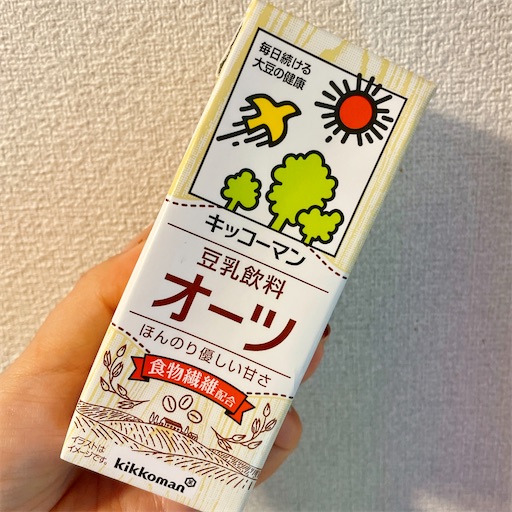 毎日続ける
大豆の健康
キッコーマン
豆乳飲料
オーツ
ほんのり優しい甘さ
食物繊維配合
イラストは
イメージです。
kikkoman